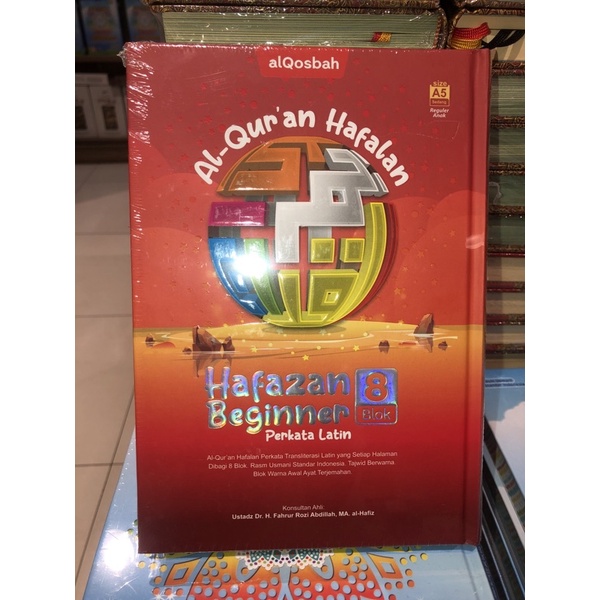 alQosbah
size
A5
Sedang
Reguler
Anak
Al-Qur'an Hafalan
Hafazan 8
Beginner Blok
Perkata Latin
Al-Qur'an Hafalan Perkata Transliterasi Latin yang Setiap Halaman
Dibagi 8 Blok. Rasm Usmani Standar Indonesia. Tajwid Berwarna
Blok Warna Awal Ayat Terjemahan.
Konsultan Ahli:
Ustadz Dr. H. Fahrur Rozi Abdillah, MA. al-Hafiz